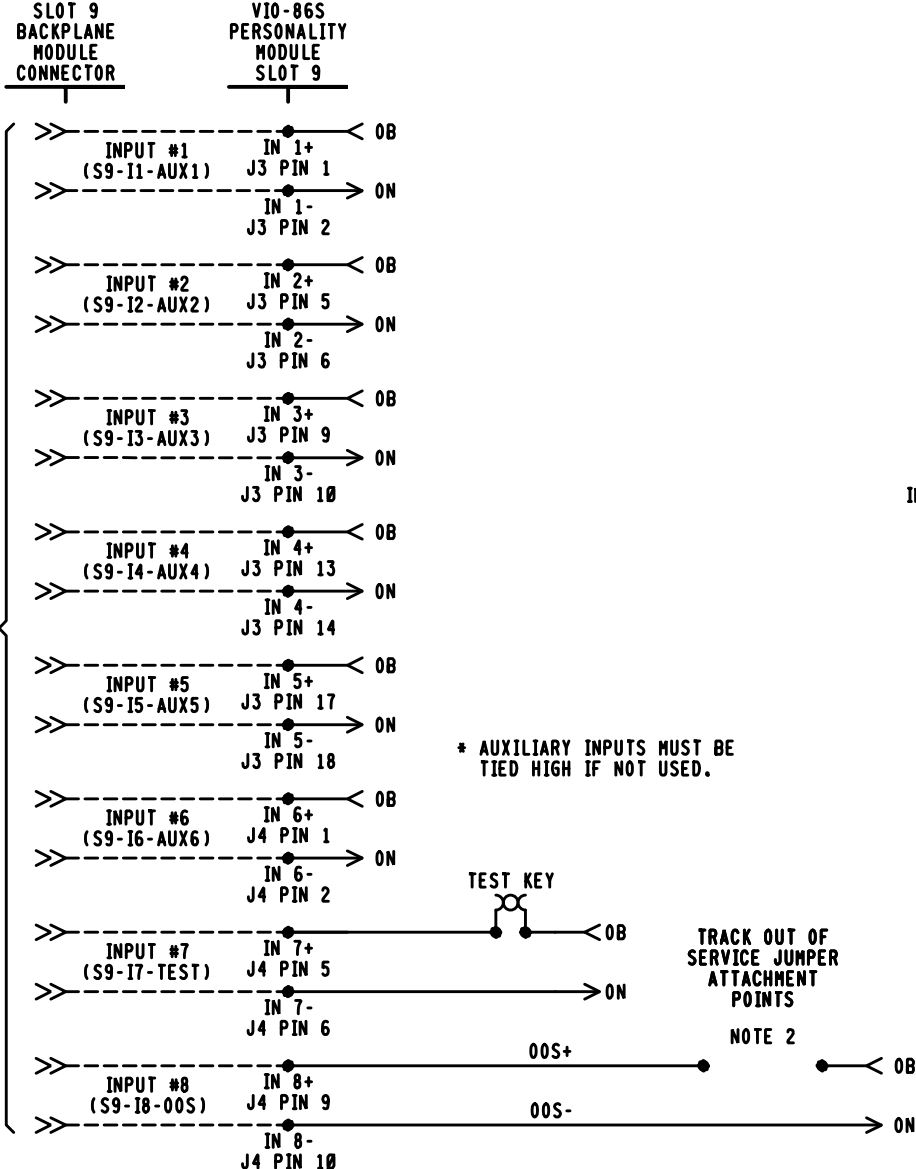 SLOT 9
BACKPLANE
MODULE
CONNECTOR
VIO-86S
PERSONALITY
MODULE
SLOT 9
OB
INPUT #1
(S9-I1-AUX1)
IN 1+
J3 PIN 1
ON
IN 1-
J3 PIN 2
OB
INPUT #2
(S9-I2-AUX2)
IN 2+
J3 PIN 5
ON
IN 2-
J3 PIN 6
OB
INPUT #3
(S9-I3-AUX3)
IN 3+
J3 PIN 9
ON
IN 3-
J3 PIN 10
OB
INPUT #4
(S9-I4-AUX4)
IN 4+
J3 PIN 13
ON
IN 4-
J3 PIN 14
OB
INPUT #5
(S9-I5-AUX5)
IN 5+
J3 PIN 17
ON
IN 5-
J3 PIN 18
* AUXILIARY INPUTS MUST BE
TIED HIGH IF NOT USED.
OB
INPUT #6
(S9-I6-AUX6)
IN 6+
J4 PIN 1
ON
IN 6-
J4 PIN 2
TEST KEY
OB
INPUT #7
(S9-I7-TEST)
IN 7+
J4 PIN 5
ON
IN 7-
J4 PIN 6
TRACK OUT OF
SERVICE JUMPER
ATTACHMENT
POINTS
NOTE 2
OOS+
OB
INPUT #8
(S9-I8-OOS)
IN 8+
J4 PIN 9
OOS-
ON
IN 8-
J4 PIN 10